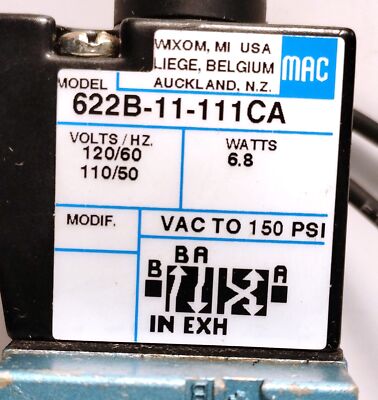 WIXOM, MI USA
LIEGE, BELGIUM
AUCKLAND, N.Z.
MAC
MODEL
622B-11-111CA
VOLTS/HZ.
120/60
110/50
WATTS
6.8
MODIF.
VAC TO 150 PSI
B A
B
A
IN EXH